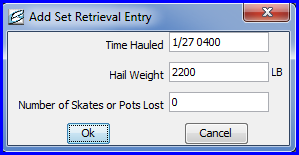 Add Set Retrieval Entry
Time Hauled 1/27 0400
Hail Weight 2200 LB
Number of Skates or Pots Lost 0
Ok Cancel